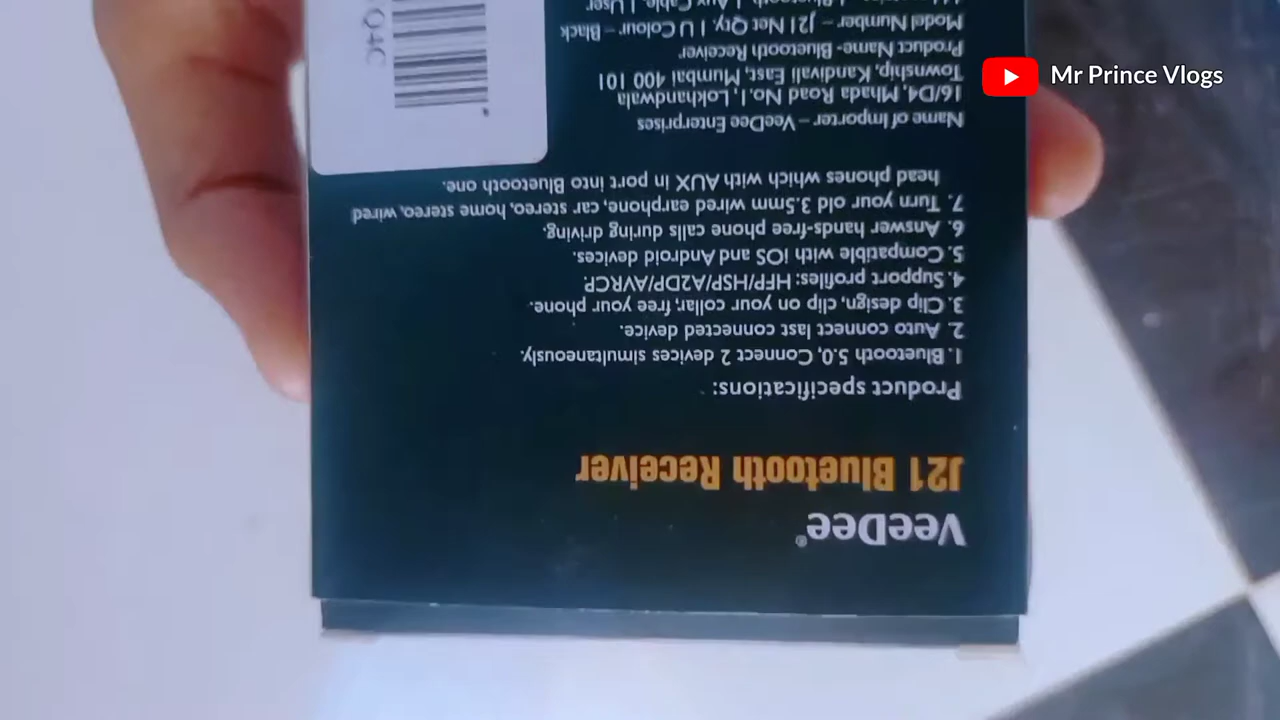 Mr Prince Vlogs
VeeDee®
J21 Bluetooth Receiver
Product specifications:
1. Bluetooth 5.0, Connect 2 devices simultaneously.
2. Auto connect last connected device.
3. Clip design, clip on your collar, free your phone.
4. Support profiles: HFP/HSP/A2DP/AVRCP.
5. Compatible with iOS and Android devices.
6. Answer hands-free phone calls during driving.
7. Turn your old 3.5mm wired earphone, car stereo, home stereo, wired
head phones which with AUX in port into Bluetooth one.
Name of Importer – VeeDee Enterprises
16/D4, Mhada Road No.1, Lokhandwala
Township, Kandivali East, Mumbai 400 101
Product Name- Bluetooth Receiver
Model Number – J21 Net Qty. 1 U Colour – Black
Aux Cable, 1 User
Q4C